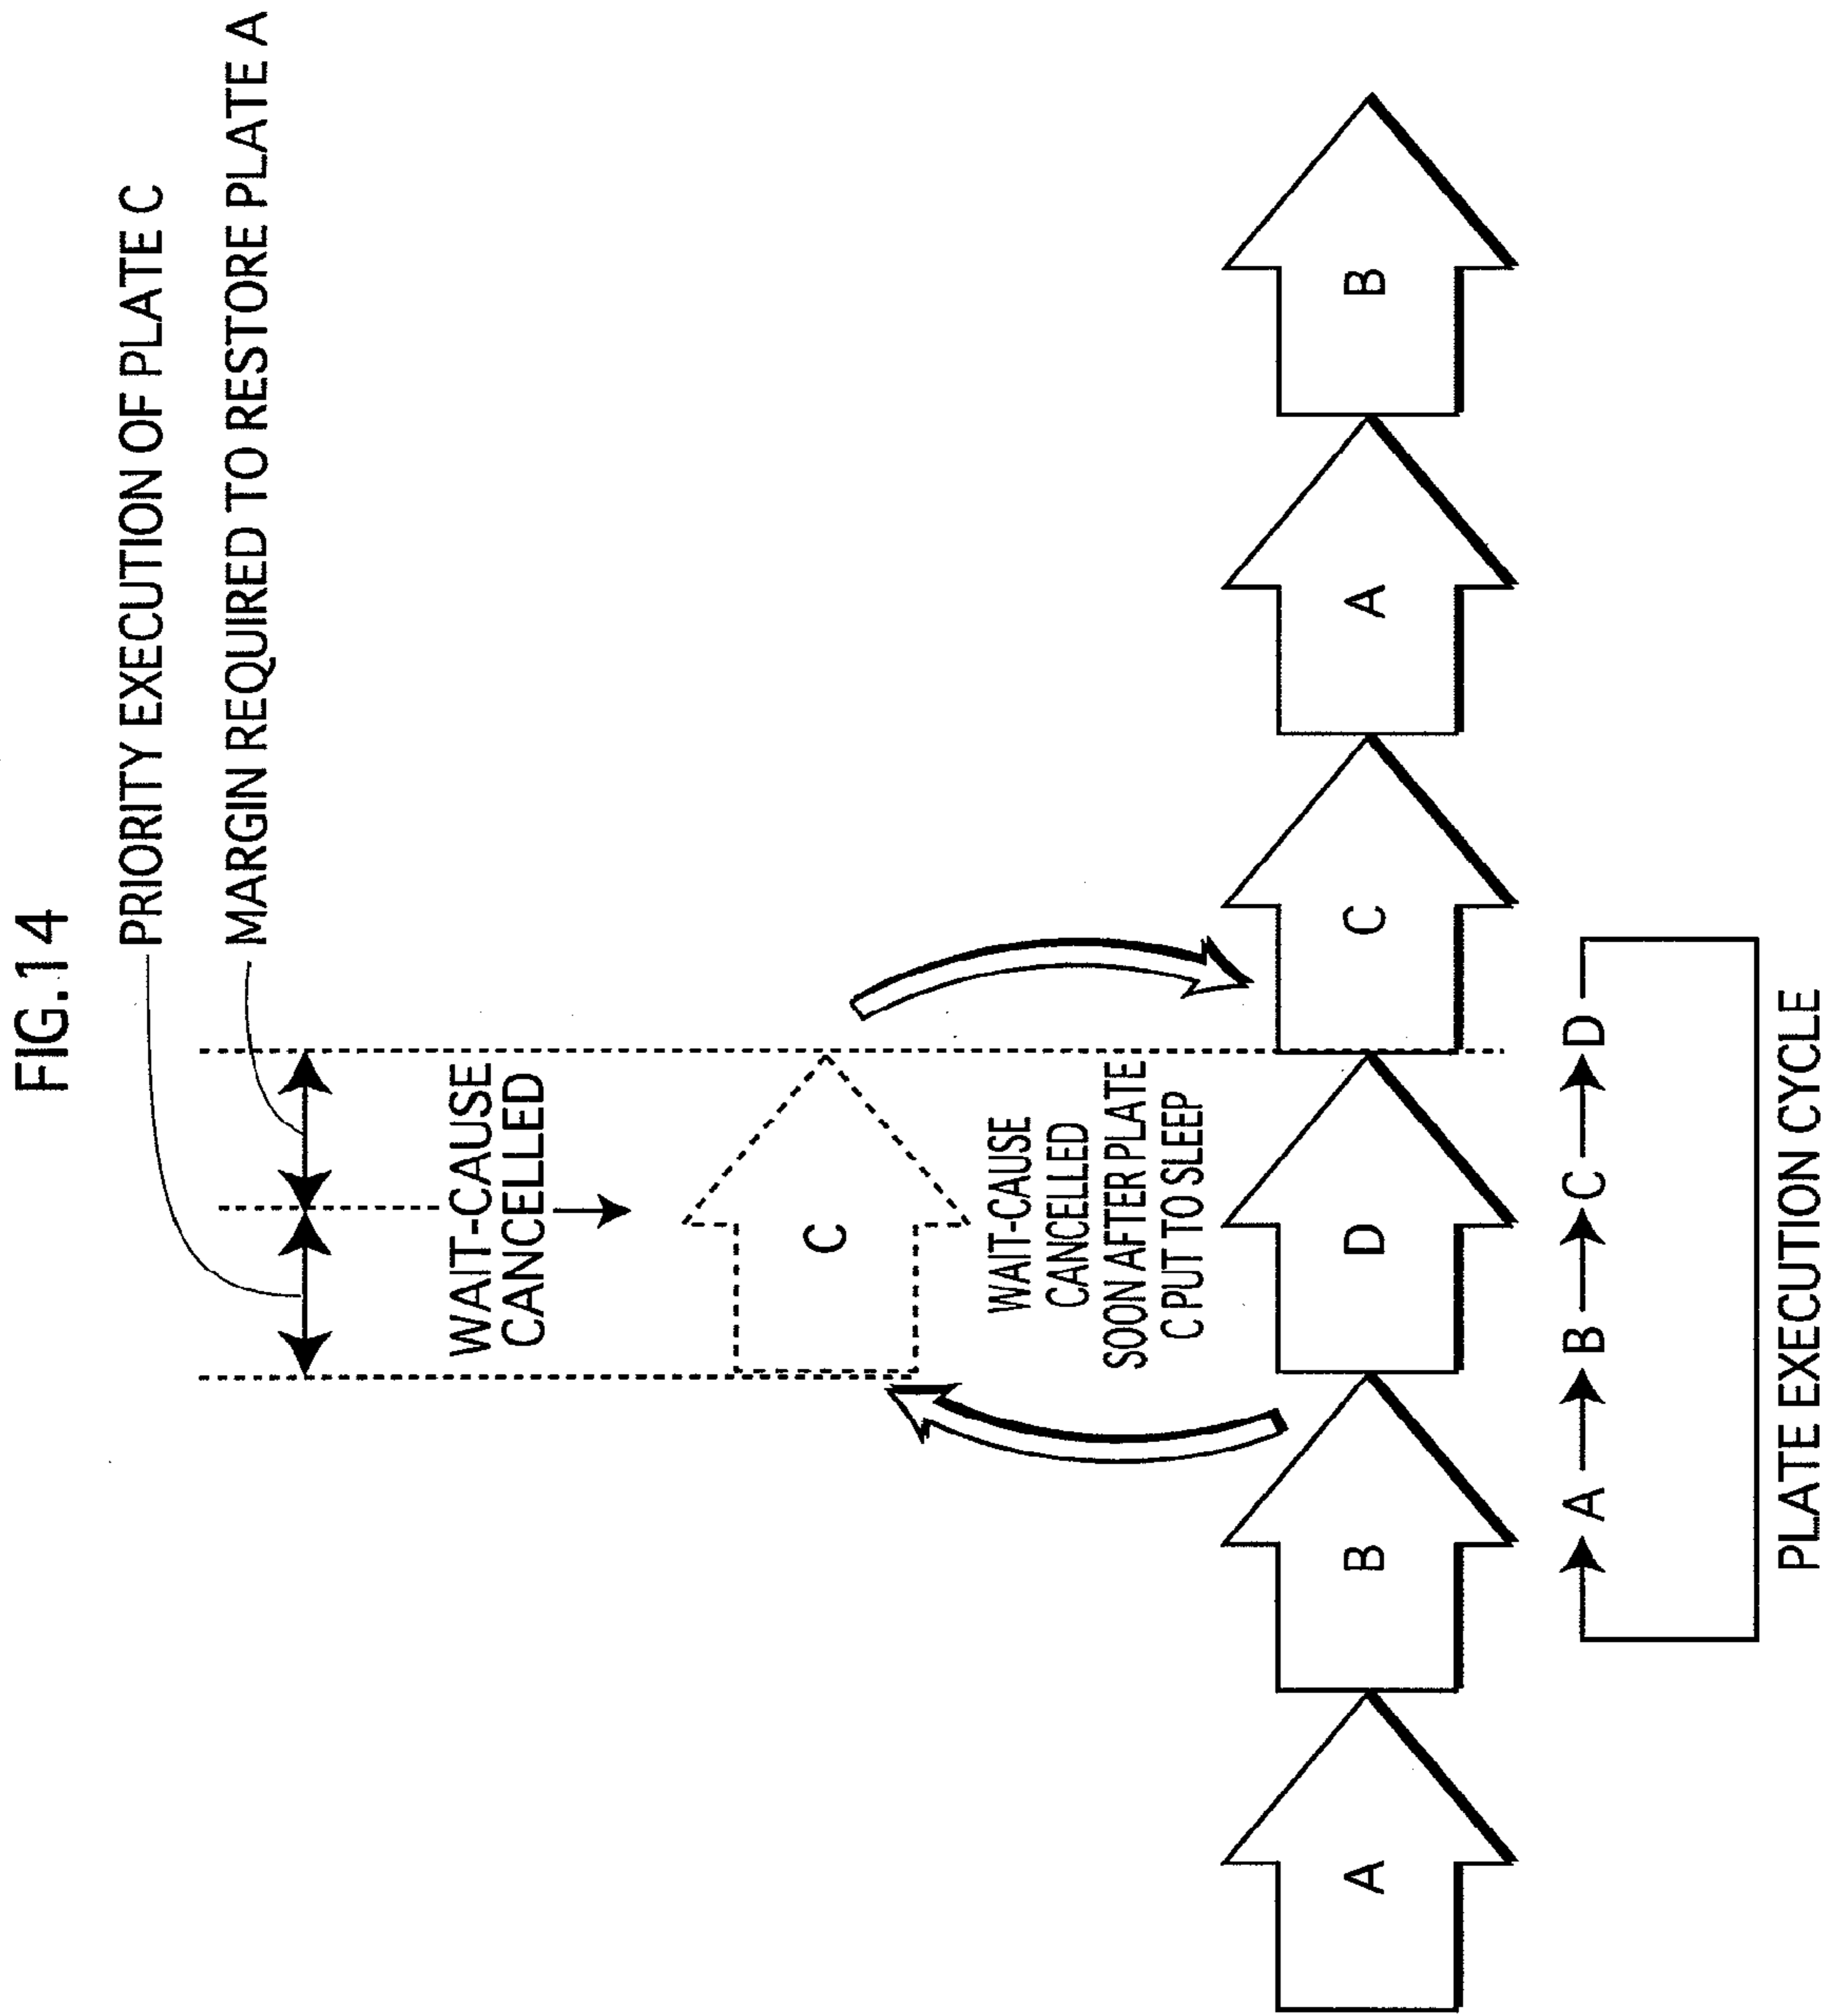 FIG.14
PRIORITY EXECUTION OF PLATE C
MARGIN REQUIRED TO RESTORE PLATE A
WAIT-CAUSE
CANCELLED
C
WAIT-CAUSE
CANCELLED
SOON AFTER PLATE
C PUT TO SLEEP
A B D C A B
A B C D
PLATE EXECUTION CYCLE